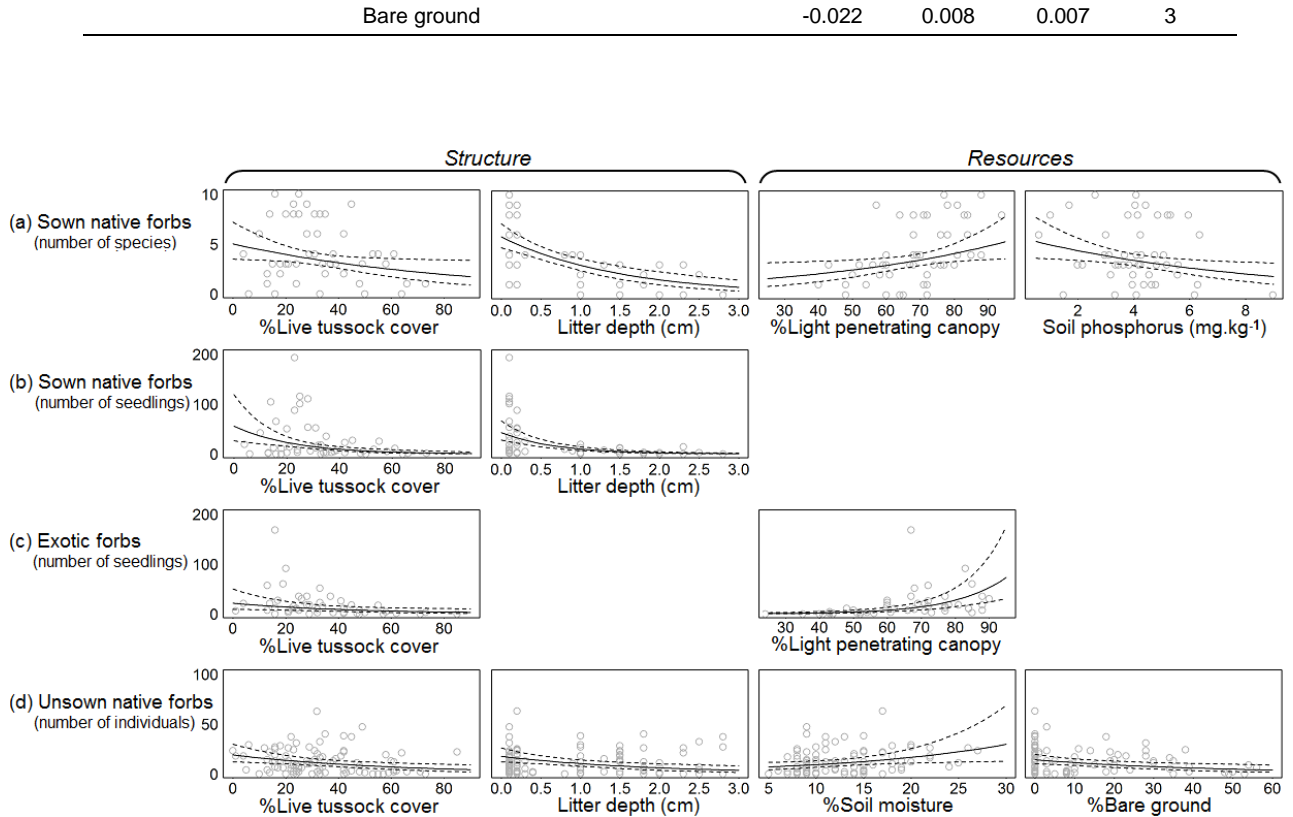 Bare ground -0.022 0.008 0.007 3
Structure Resources
(a) Sown native forbs
(number of species)
10
5
0
0 20 40 60 80
%Live tussock cover
0.0 0.5 1.0 1.5 2.0 2.5 3.0
Litter depth (cm)
30 40 50 60 70 80 90
%Light penetrating canopy
2 4 6 8
Soil phosphorus (mg.kg-1)
(b) Sown native forbs
(number of seedlings)
200
100
0
0 20 40 60 80
%Live tussock cover
0.0 0.5 1.0 1.5 2.0 2.5 3.0
Litter depth (cm)
(c) Exotic forbs
(number of seedlings)
200
100
0
0 20 40 60 80
%Live tussock cover
30 40 50 60 70 80 90
%Light penetrating canopy
(d) Unsown native forbs
(number of individuals)
100
50
0
0 20 40 60 80
%Live tussock cover
0.0 0.5 1.0 1.5 2.0 2.5 3.0
Litter depth (cm)
5 10 15 20 25 30
%Soil moisture
0 10 20 30 40 50 60
%Bare ground